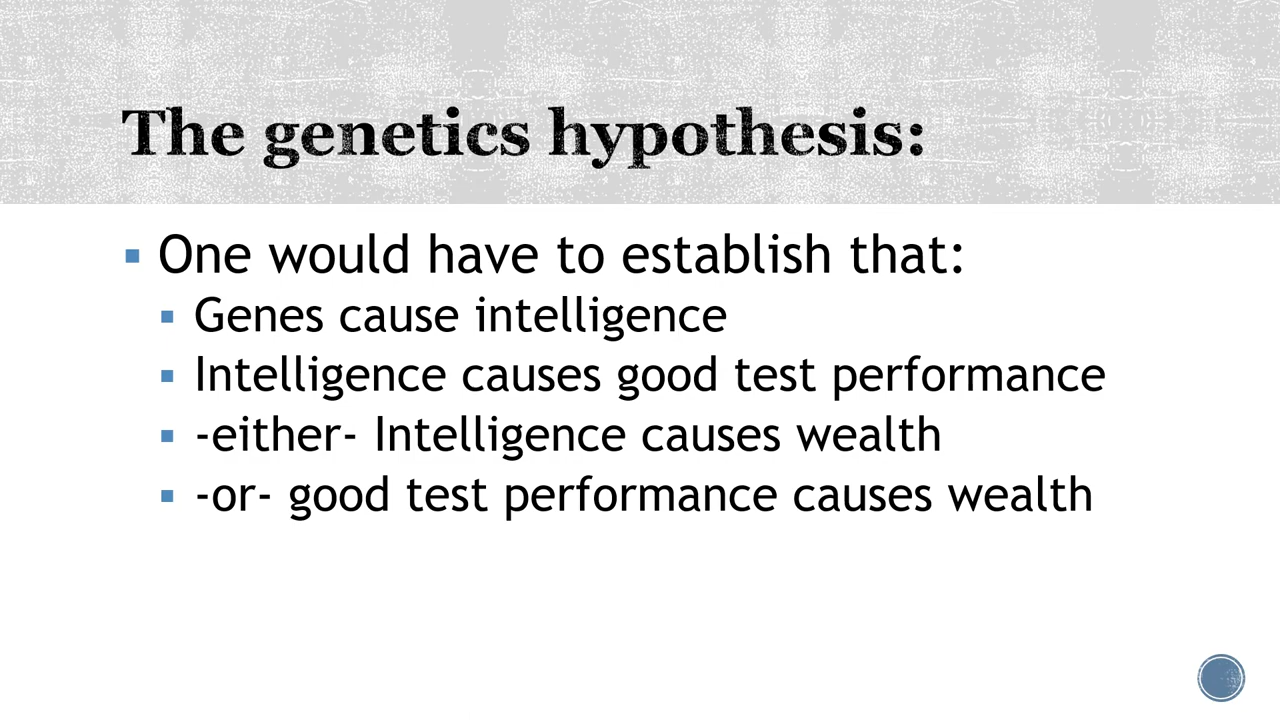 The genetics hypothesis:
One would have to establish that:
Genes cause intelligence
Intelligence causes good test performance
-either- Intelligence causes wealth
-or- good test performance causes wealth